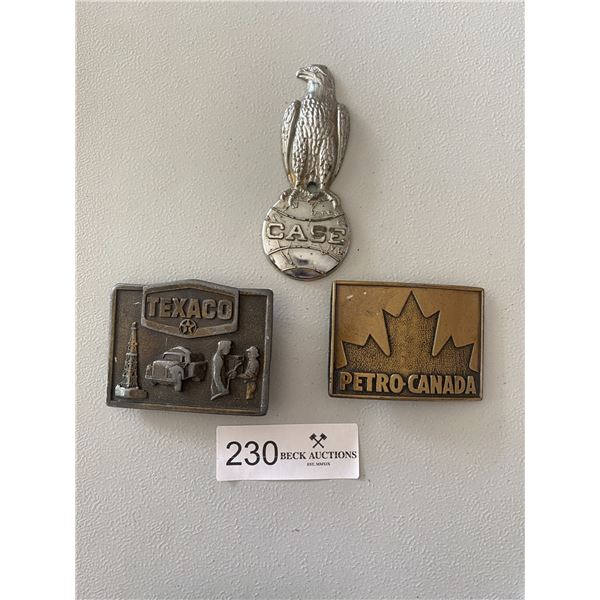 CASE
TEXACO
PETRO-CANADA
230
BECK AUCTIONS
EST. MMXIX